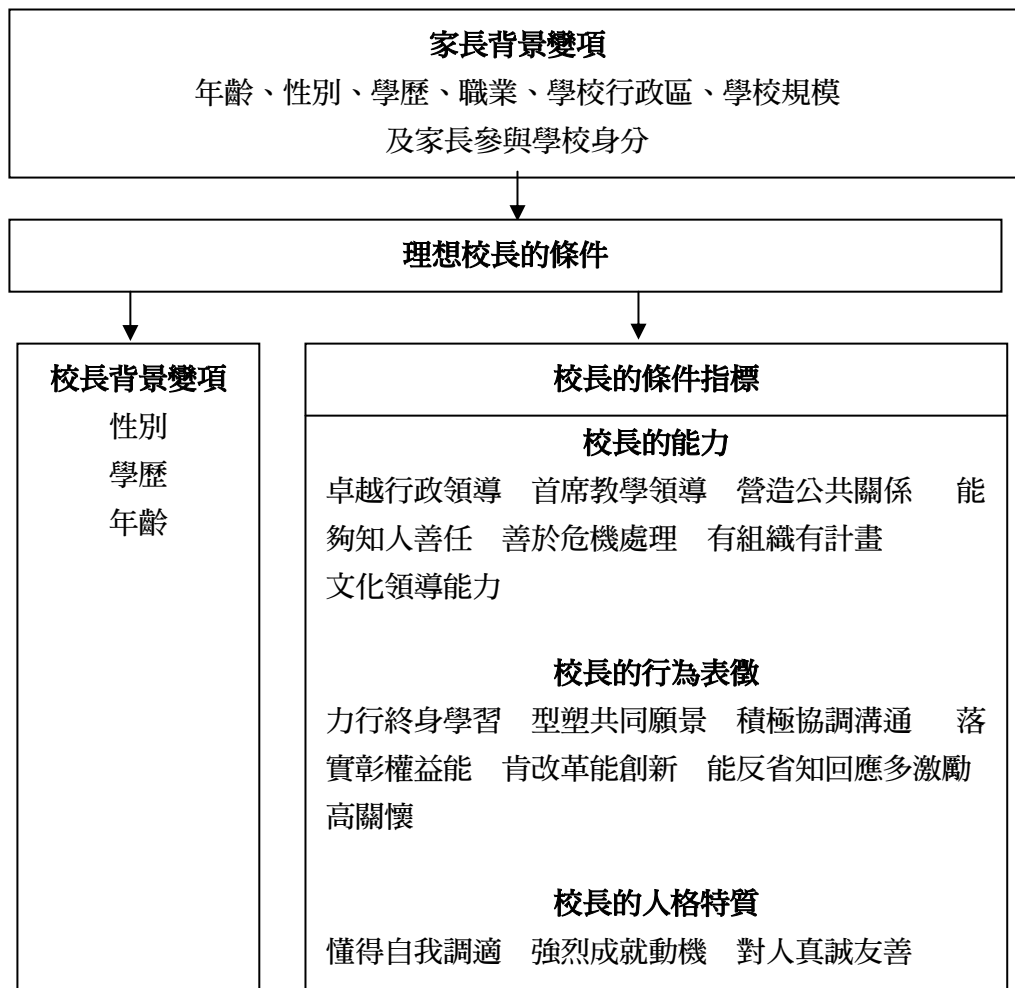 家長背景變項
年齡、性別、學歷、職業、學校行政區、學校規模
及家長參與學校身分
理想校長的條件
校長背景變項
性別
學歷
年齡
校長的條件指標
校長的能力
卓越行政領導 首席教學領導 營造公共關係 能
夠知人善任 善於危機處理 有組織有計畫
文化領導能力
校長的行為表徵
力行終身學習 型塑共同願景 積極協調溝通 落
實彰權益能 肯改革能創新 能反省知回應多激勵
高關懷
校長的人格特質
懂得自我調適 強烈成就動機 對人真誠友善